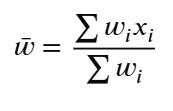 w̄ = ∑ wᵢxᵢ / ∑ wᵢ